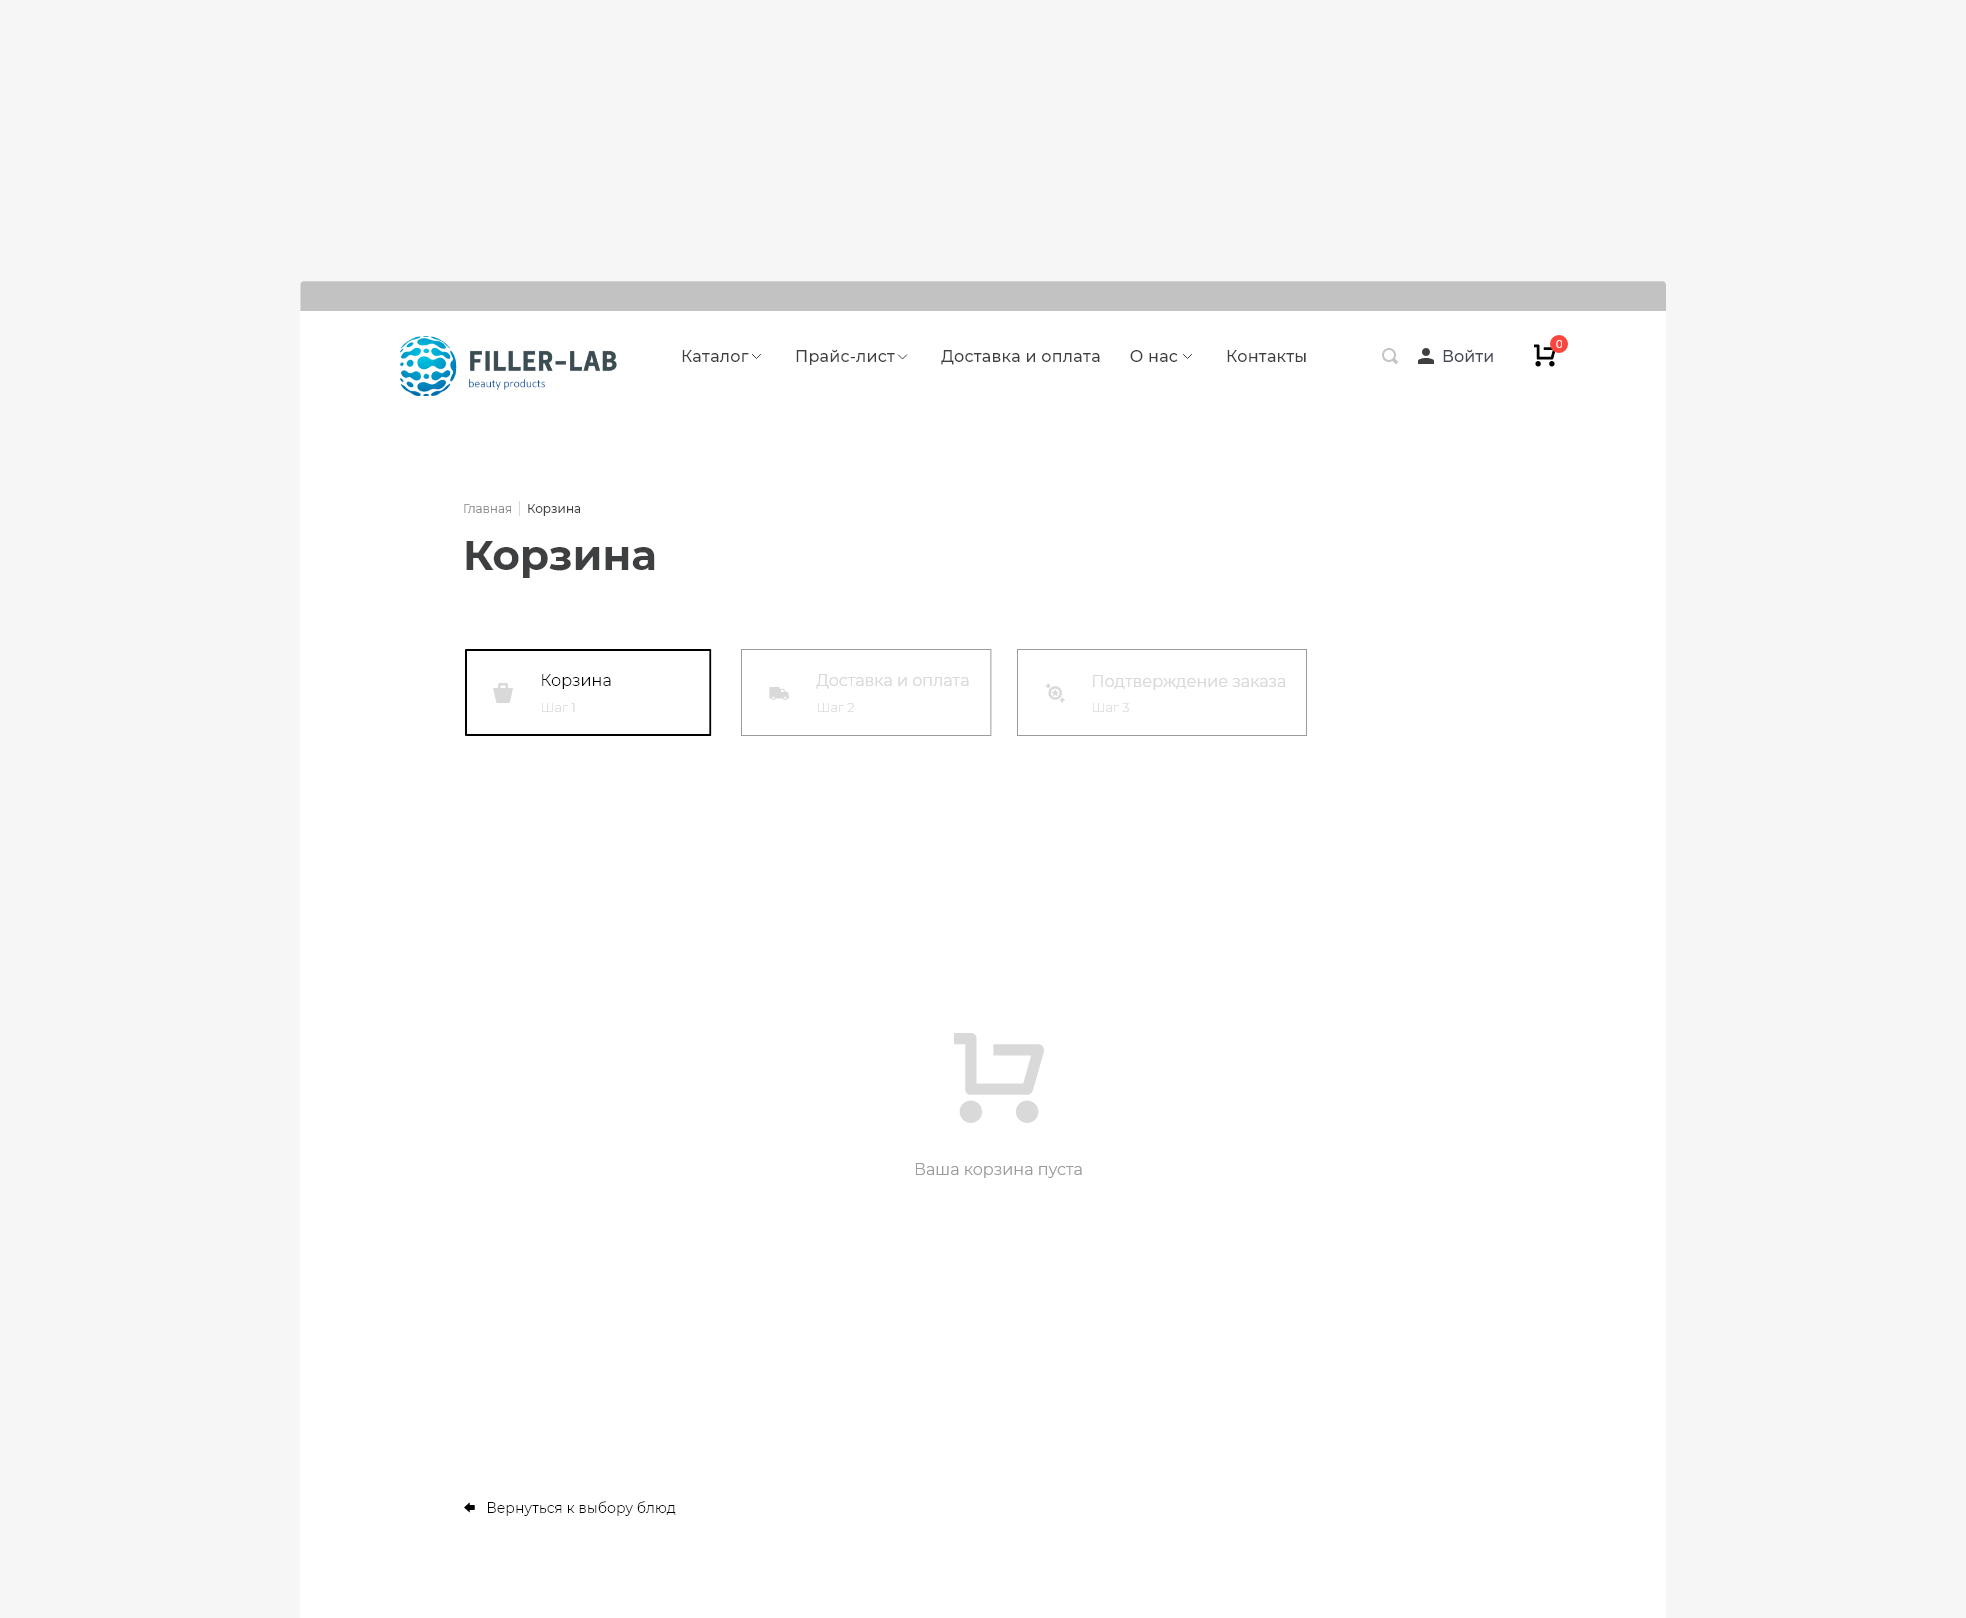 FILLER-LAB
beauty products
Каталог Прайс-лист Доставка и оплата О нас Контакты Войти 0
Главная Корзина
Корзина
Корзина Доставка и оплата Подтверждение заказа
Шаг 1 Шаг 2 Шаг 3
Ваша корзина пуста
Вернуться к выбору блюд